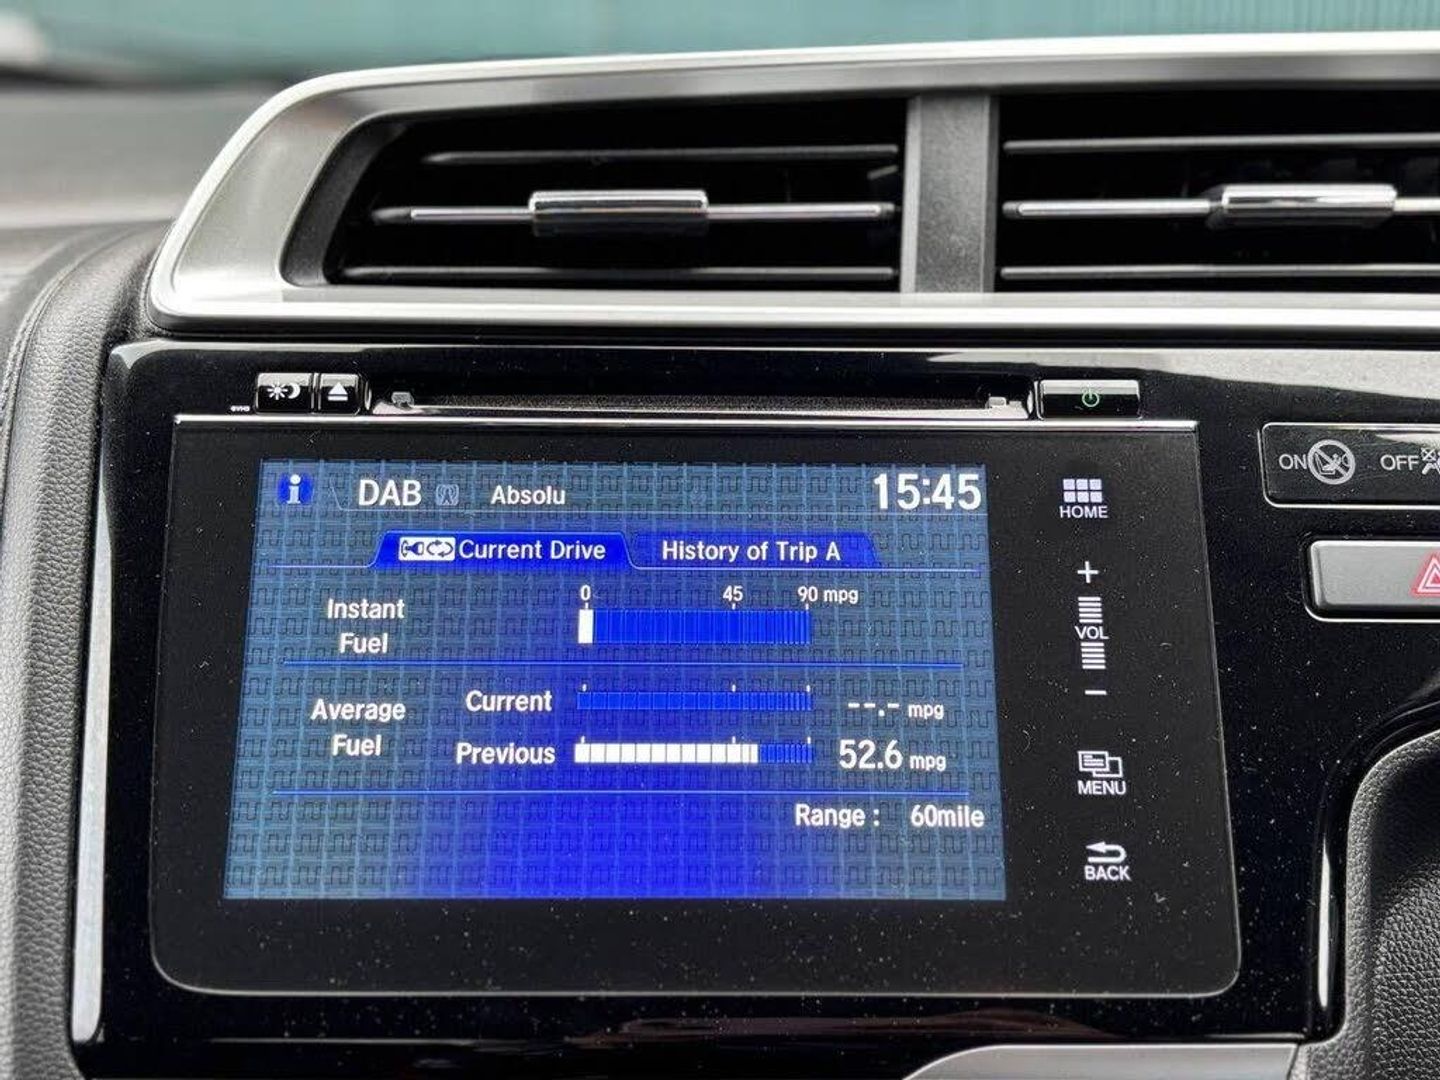 DAB Absolu 15:45
Current Drive History of Trip A
0 45 90 mpg
Instant
Fuel
Average
Fuel
Current --.- mpg
Previous 52.6 mpg
Range : 60mile
HOME
+
VOL
−
MENU
BACK
ON
OFF